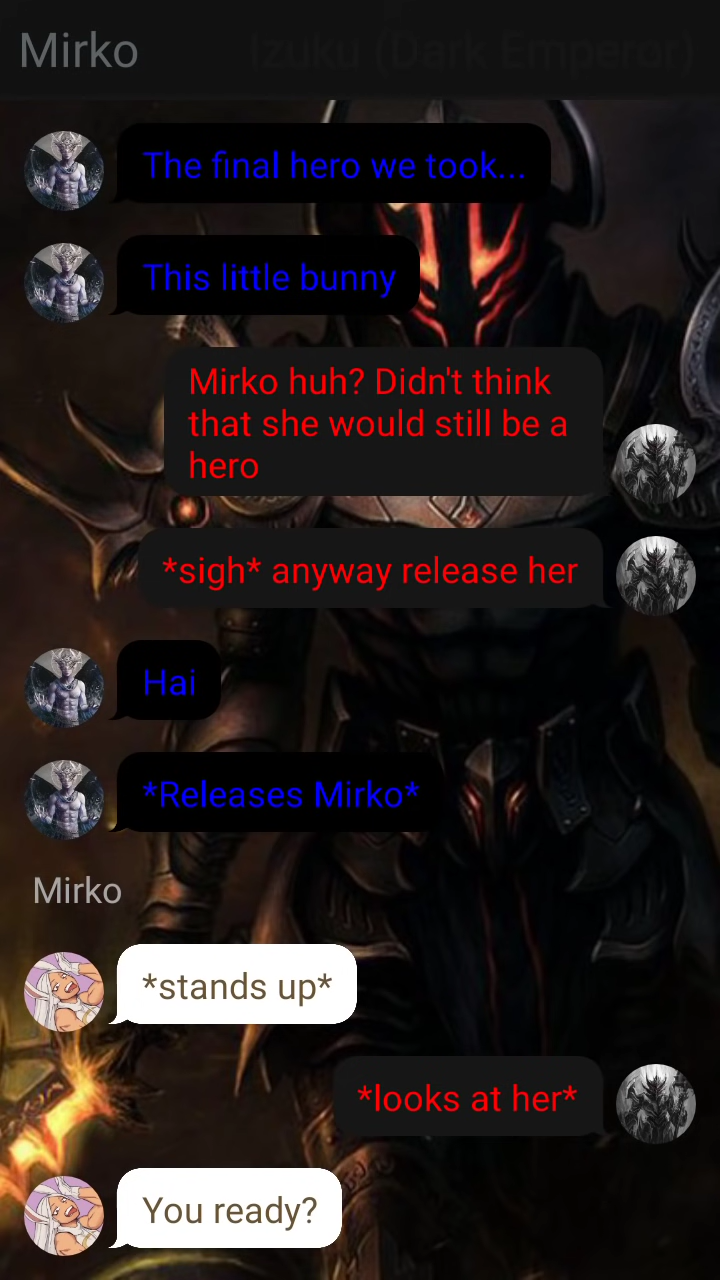 Mirko
Izuku (Dark Emperor)
The final hero we took...
This little bunny
Mirko huh? Didn't think
that she would still be a
hero
*sigh* anyway release her
Hai
*Releases Mirko*
Mirko
*stands up*
*looks at her*
You ready?